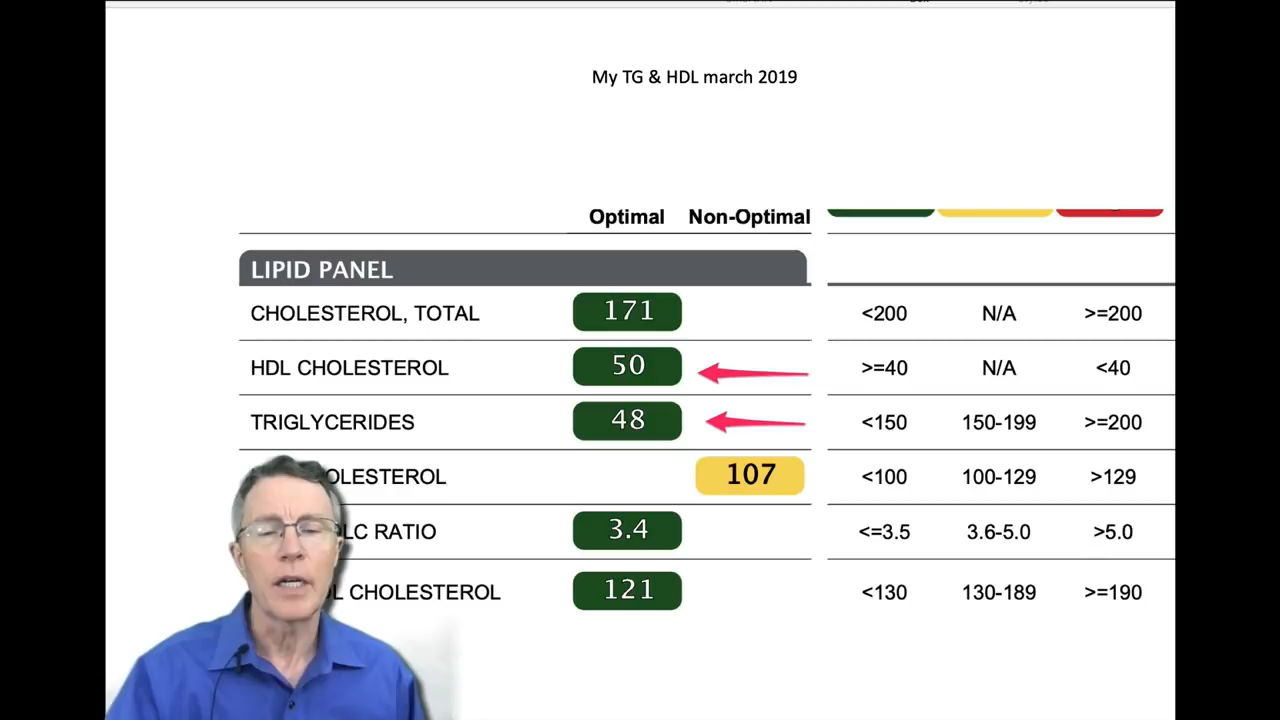 My TG & HDL march 2019
Optimal Non-Optimal
LIPID PANEL
CHOLESTEROL, TOTAL 171 <200 N/A >=200
HDL CHOLESTEROL 50 >=40 N/A <40
TRIGLYCERIDES 48 <150 150-199 >=200
OLESTEROL 107 <100 100-129 >129
LC RATIO 3.4 <=3.5 3.6-5.0 >5.0
L CHOLESTEROL 121 <130 130-189 >=190